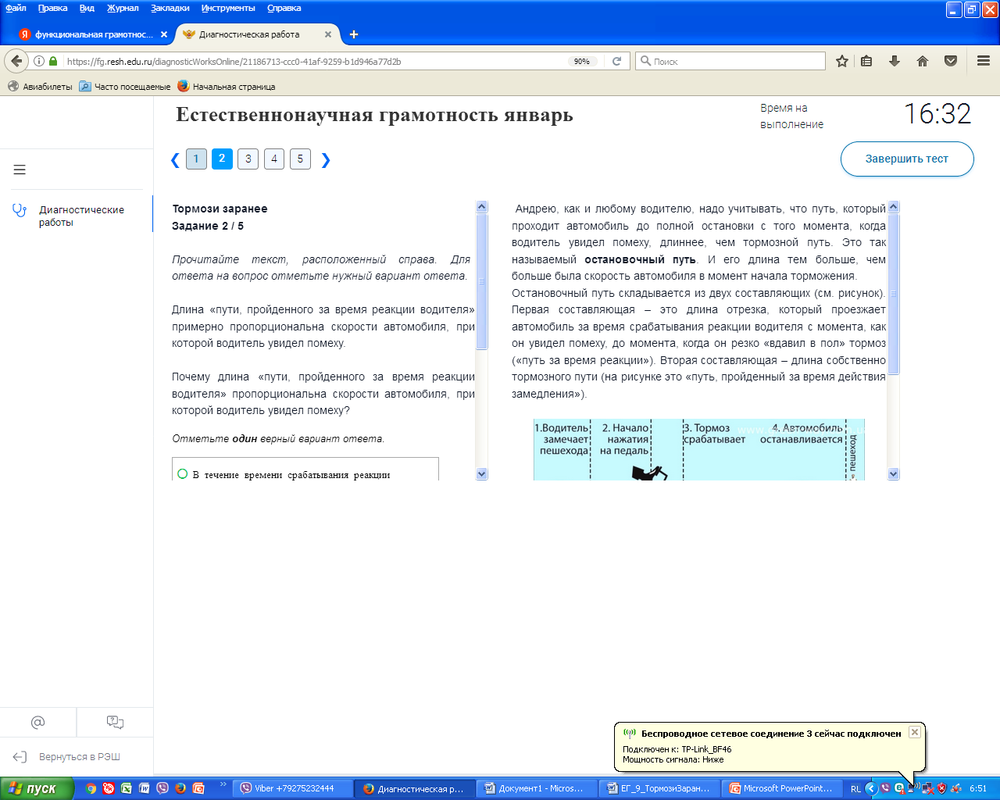 Файл Правка Вид Журнал Закладки Инструменты Справка
Я функциональная грамотнос... Диагностическая работа
https://fg.resh.edu.ru/diagnosticWorksOnline/21186713-ccc0-41af-9259-b1d946a77d2b 90% Поиск
Авиабилеты Часто посещаемые Начальная страница
Естественнонаучная грамотность январь
Время на
выполнение
16:32
1 2 3 4 5
Завершить тест
Диагностические
работы
Тормози заранее
Задание 2 / 5
Прочитайте текст, расположенный справа. Для
ответа на вопрос отметьте нужный вариант ответа.
Длина «пути, пройденного за время реакции водителя»
примерно пропорциональна скорости автомобиля, при
которой водитель увидел помеху.
Почему длина «пути, пройденного за время реакции
водителя» пропорциональна скорости автомобиля, при
которой водитель увидел помеху?
Отметьте один верный вариант ответа.
В течение времени срабатывания реакции
Андрею, как и любому водителю, надо учитывать, что путь, который
проходит автомобиль до полной остановки с того момента, когда
водитель увидел помеху, длиннее, чем тормозной путь. Это так
называемый остановочный путь. И его длина тем больше, чем
больше была скорость автомобиля в момент начала торможения.
Остановочный путь складывается из двух составляющих (см. рисунок).
Первая составляющая – это длина отрезка, который проезжает
автомобиль за время срабатывания реакции водителя с момента, как
он увидел помеху, до момента, когда он резко «вдавил в пол» тормоз
(«путь за время реакции»). Вторая составляющая – длина собственно
тормозного пути (на рисунке это «путь, пройденный за время действия
замедления»).
1.Водитель
замечает
пешехода
2. Начало
нажатия
на педаль
3. Тормоз
срабатывает
4. Автомобиль
останавливается
пешеход
Вернуться в РЭШ
Беспроводное сетевое соединение 3 сейчас подключен
Подключен к: TP-Link_BF46
Мощность сигнала: Ниже
пуск Viber +79275232444 Диагностическая р... Документ1 - Micros... ЕГ_9_ТормозиЗаран... Microsoft PowerPoint... RL 6:51